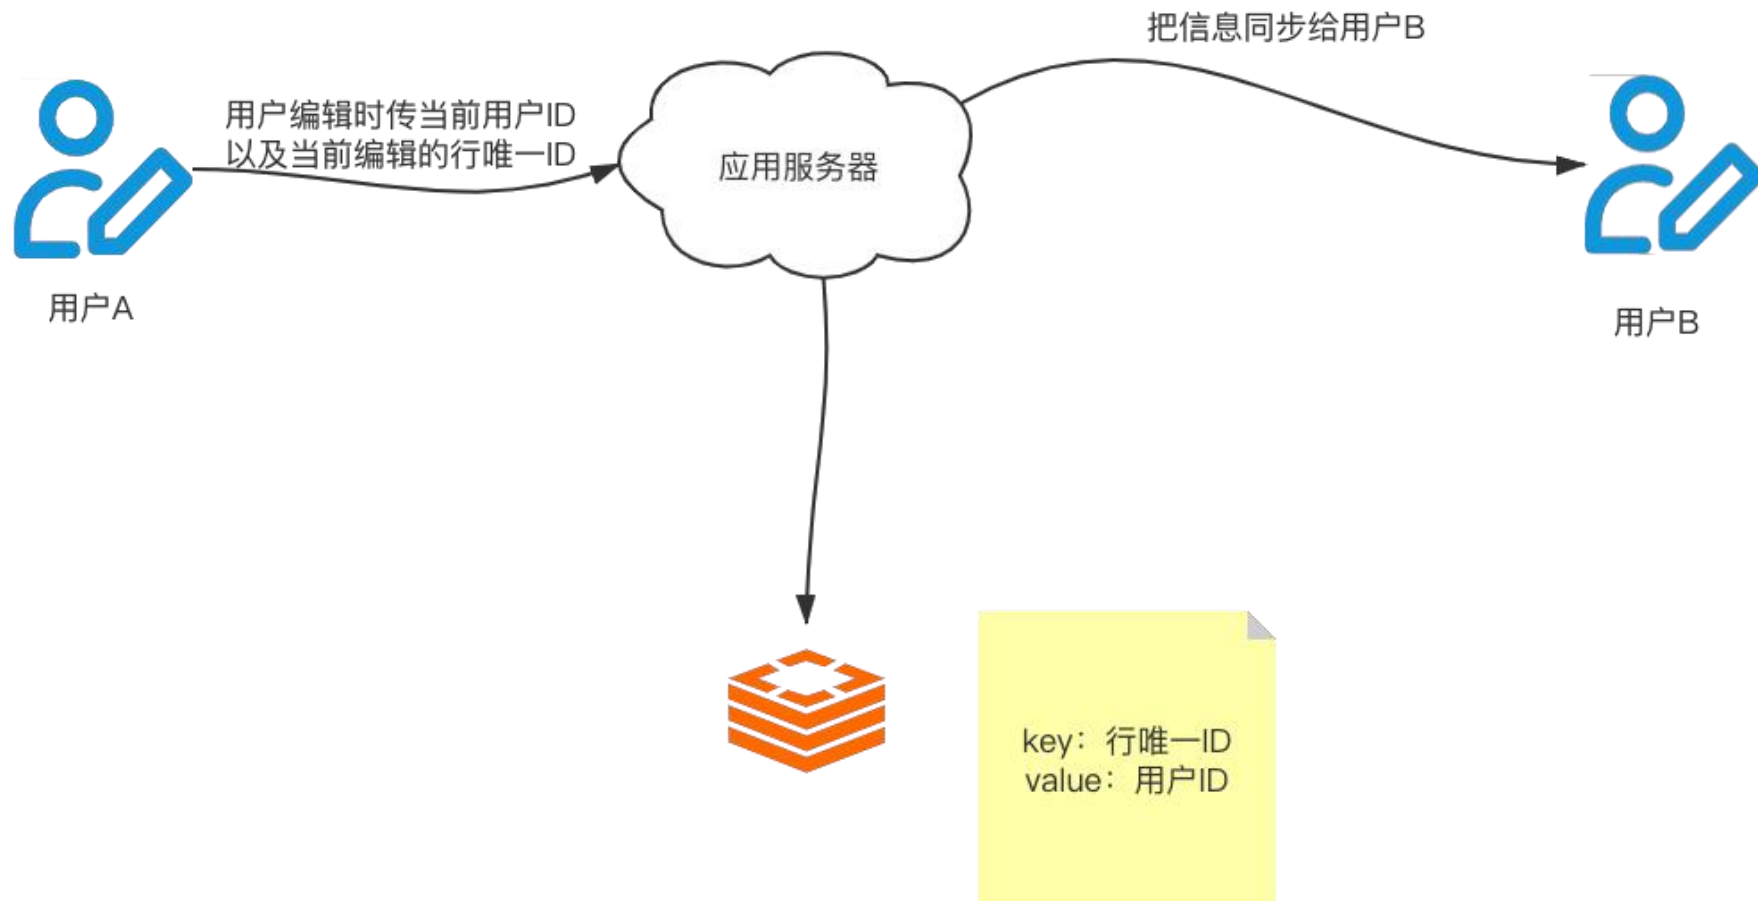 把信息同步给用户B
用户编辑时传当前用户ID
以及当前编辑的行唯一ID
应用服务器
用户A
用户B
key：行唯一ID
value：用户ID